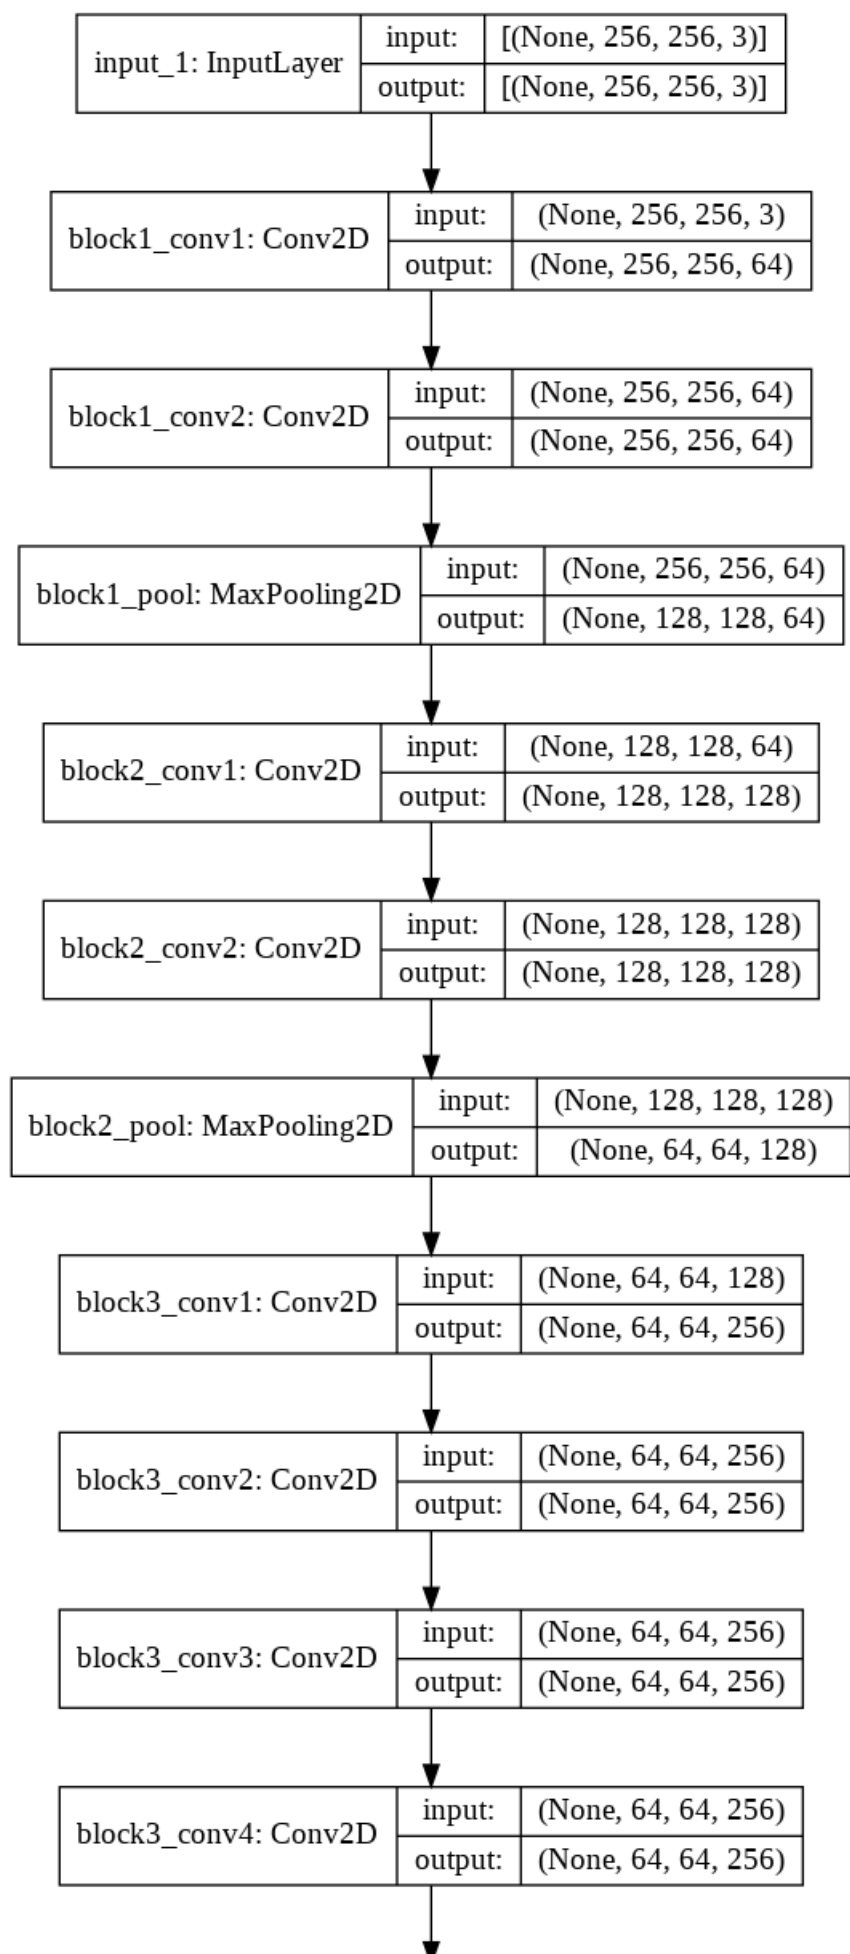 input_1: InputLayer
input: [(None, 256, 256, 3)]
output: [(None, 256, 256, 3)]
block1_conv1: Conv2D
input: (None, 256, 256, 3)
output: (None, 256, 256, 64)
block1_conv2: Conv2D
input: (None, 256, 256, 64)
output: (None, 256, 256, 64)
block1_pool: MaxPooling2D
input: (None, 256, 256, 64)
output: (None, 128, 128, 64)
block2_conv1: Conv2D
input: (None, 128, 128, 64)
output: (None, 128, 128, 128)
block2_conv2: Conv2D
input: (None, 128, 128, 128)
output: (None, 128, 128, 128)
block2_pool: MaxPooling2D
input: (None, 128, 128, 128)
output: (None, 64, 64, 128)
block3_conv1: Conv2D
input: (None, 64, 64, 128)
output: (None, 64, 64, 256)
block3_conv2: Conv2D
input: (None, 64, 64, 256)
output: (None, 64, 64, 256)
block3_conv3: Conv2D
input: (None, 64, 64, 256)
output: (None, 64, 64, 256)
block3_conv4: Conv2D
input: (None, 64, 64, 256)
output: (None, 64, 64, 256)